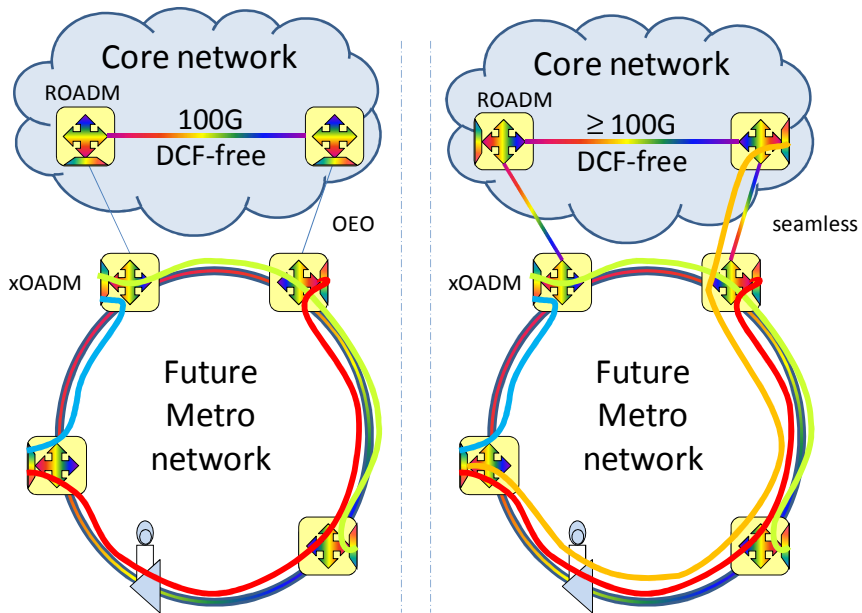 Core network
ROADM
100G
DCF-free
OEO
xOADM
Future
Metro
network
Core network
ROADM
≥ 100G
DCF-free
seamless
xOADM
Future
Metro
network